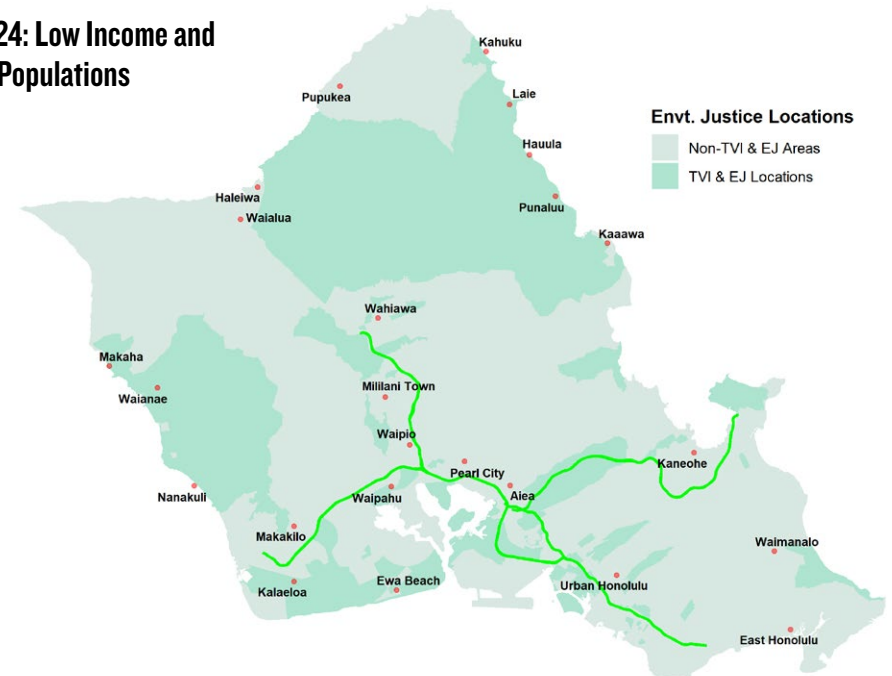 24: Low Income and
Populations
Kahuku
Pupukea
Laie
Envt. Justice Locations
Non-TVI & EJ Areas
TVI & EJ Locations
Hauula
Haleiwa
Punaluu
Waialua
Kaaawa
Wahiawa
Makaha
Waianae
Mililani Town
Waipio
Kaneohe
Pearl City
Nanakuli
Waipahu
Aiea
Makakilo
Waimanalo
Kalaeloa
Ewa Beach
Urban Honolulu
East Honolulu